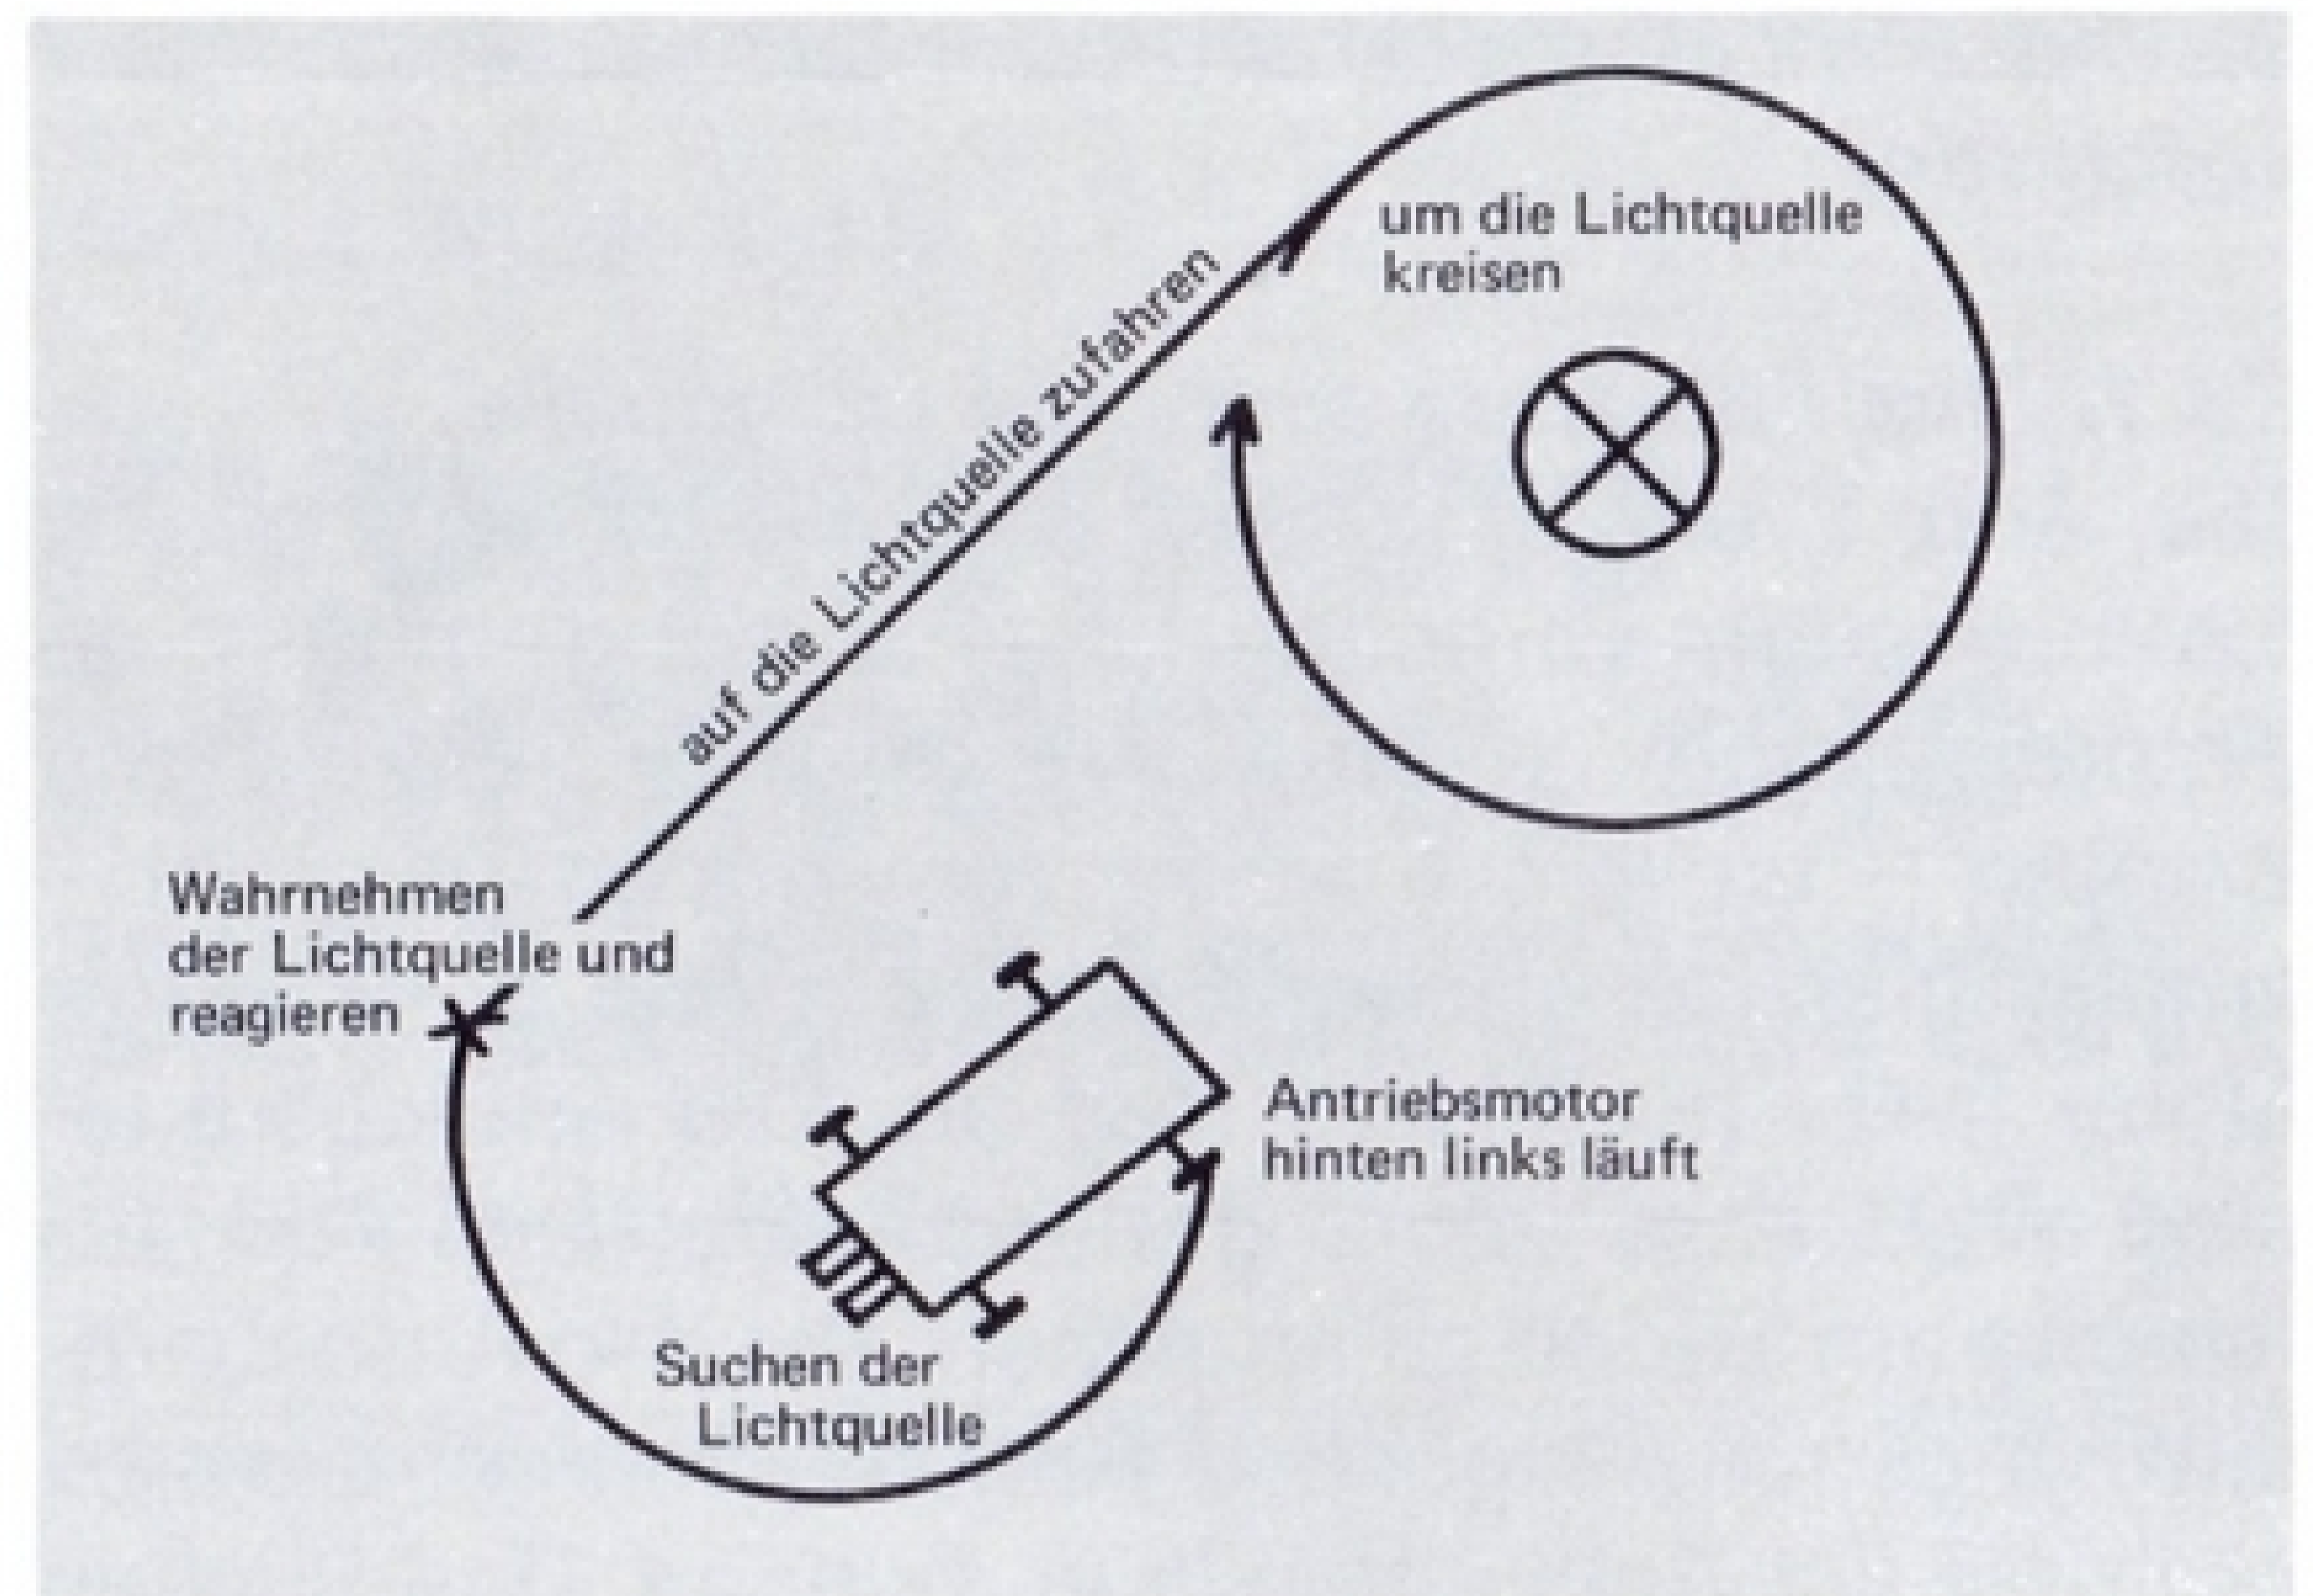 um die Lichtquelle
kreisen
auf die Lichtquelle zufahren
Wahrnehmen
der Lichtquelle und
reagieren
Antriebsmotor
hinten links läuft
Suchen der
Lichtquelle